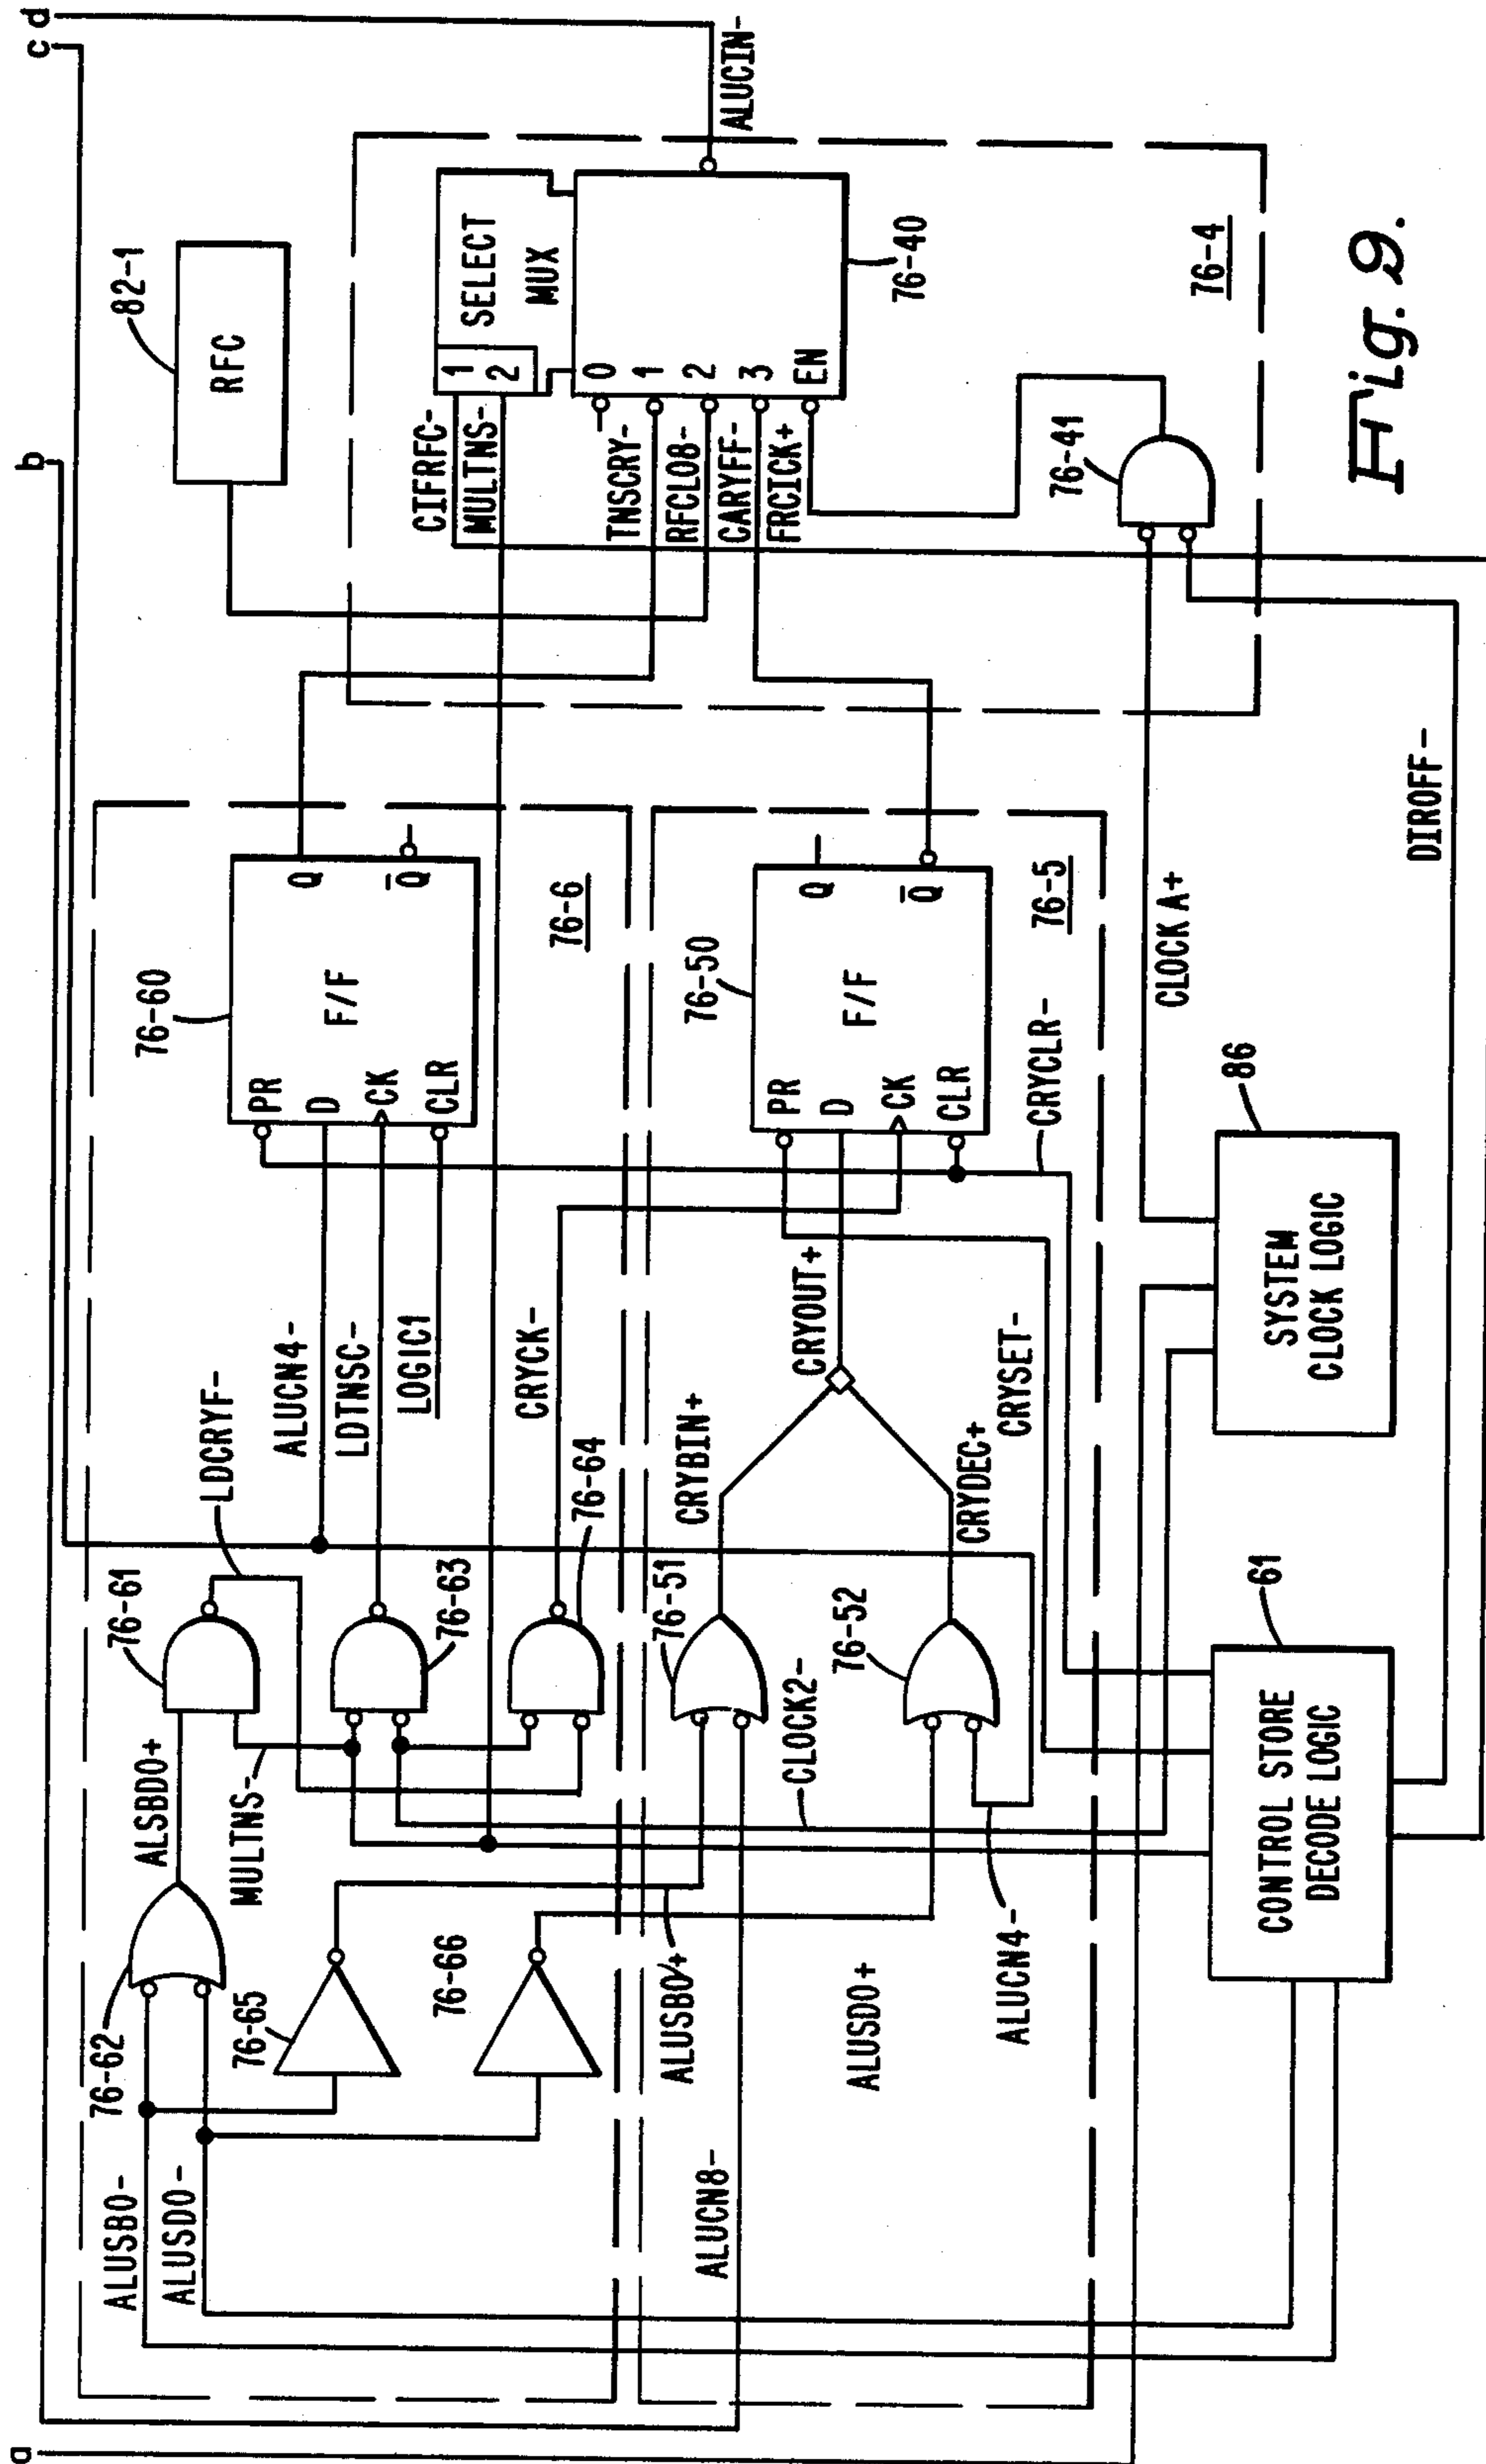 a
b
c
d
76-62
ALUSB0-
ALUSD0-
ALSBD0+
MULTNS-
76-61
LDCRYF-
76-65
76-66
76-63
76-64
ALUCN4-
LDTNSC-
LOGIC1
CRYCK-
76-60
PR
D
CK
CLR
F/F
Q
Q̅
76-6
82-1
RFC
CIFRFC-
MULTNS-
TNSCRY-
RFCL08-
CARYFF-
FRCICK+
1
2
SELECT
MUX
0
1
2
3
EN
76-40
ALUCIN-
76-41
76-4
ALUCN8-
ALUSB0+
ALUSD0+
ALUCN4-
76-51
76-52
CLOCK2-
CRYBIN+
CRYDEC+
CRYOUT+
CRYSET-
76-50
PR
D
CK
CLR
F/F
Q
Q̅
76-5
CRYCLR-
CLOCK A+
DIROFF-
61
CONTROL STORE
DECODE LOGIC
86
SYSTEM
CLOCK LOGIC
Fig. 9.